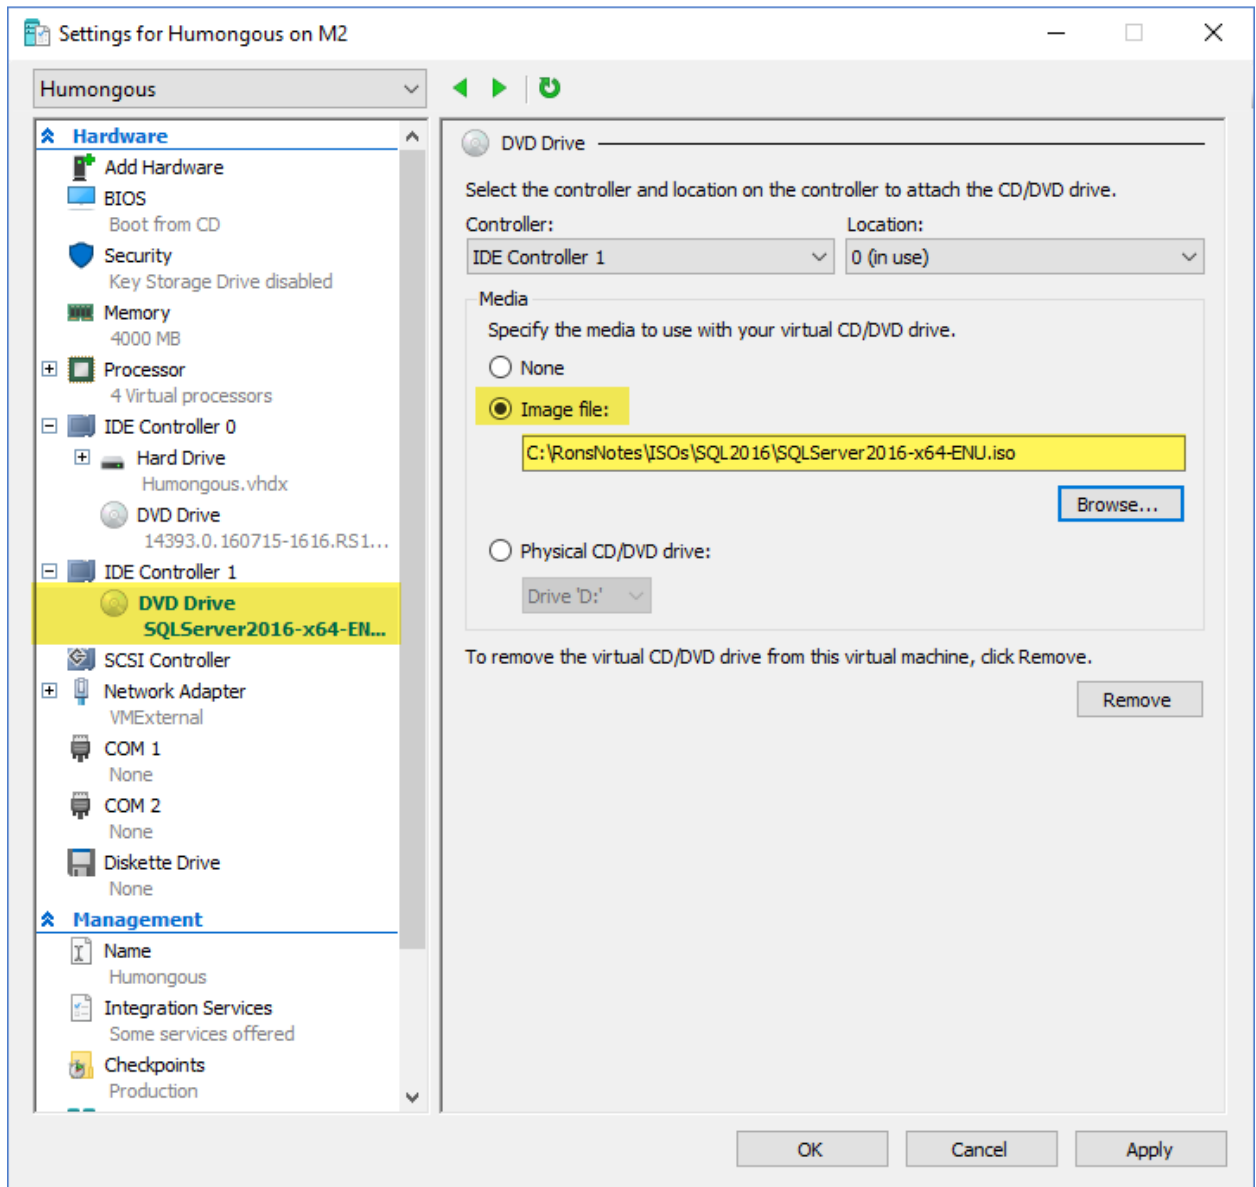 Settings for Humongous on M2
Humongous
Hardware
Add Hardware
BIOS
Boot from CD
Security
Key Storage Drive disabled
Memory
4000 MB
Processor
4 Virtual processors
IDE Controller 0
Hard Drive
Humongous.vhdx
DVD Drive
14393.0.160715-1616.RS1...
IDE Controller 1
DVD Drive
SQLServer2016-x64-EN...
SCSI Controller
Network Adapter
VMExternal
COM 1
None
COM 2
None
Diskette Drive
None
Management
Name
Humongous
Integration Services
Some services offered
Checkpoints
Production
DVD Drive
Select the controller and location on the controller to attach the CD/DVD drive.
Controller: Location:
IDE Controller 1 0 (in use)
Media
Specify the media to use with your virtual CD/DVD drive.
None
Image file:
C:\RonsNotes\ISOs\SQL2016\SQLServer2016-x64-ENU.iso
Browse...
Physical CD/DVD drive:
Drive 'D:'
To remove the virtual CD/DVD drive from this virtual machine, click Remove.
Remove
OK Cancel Apply